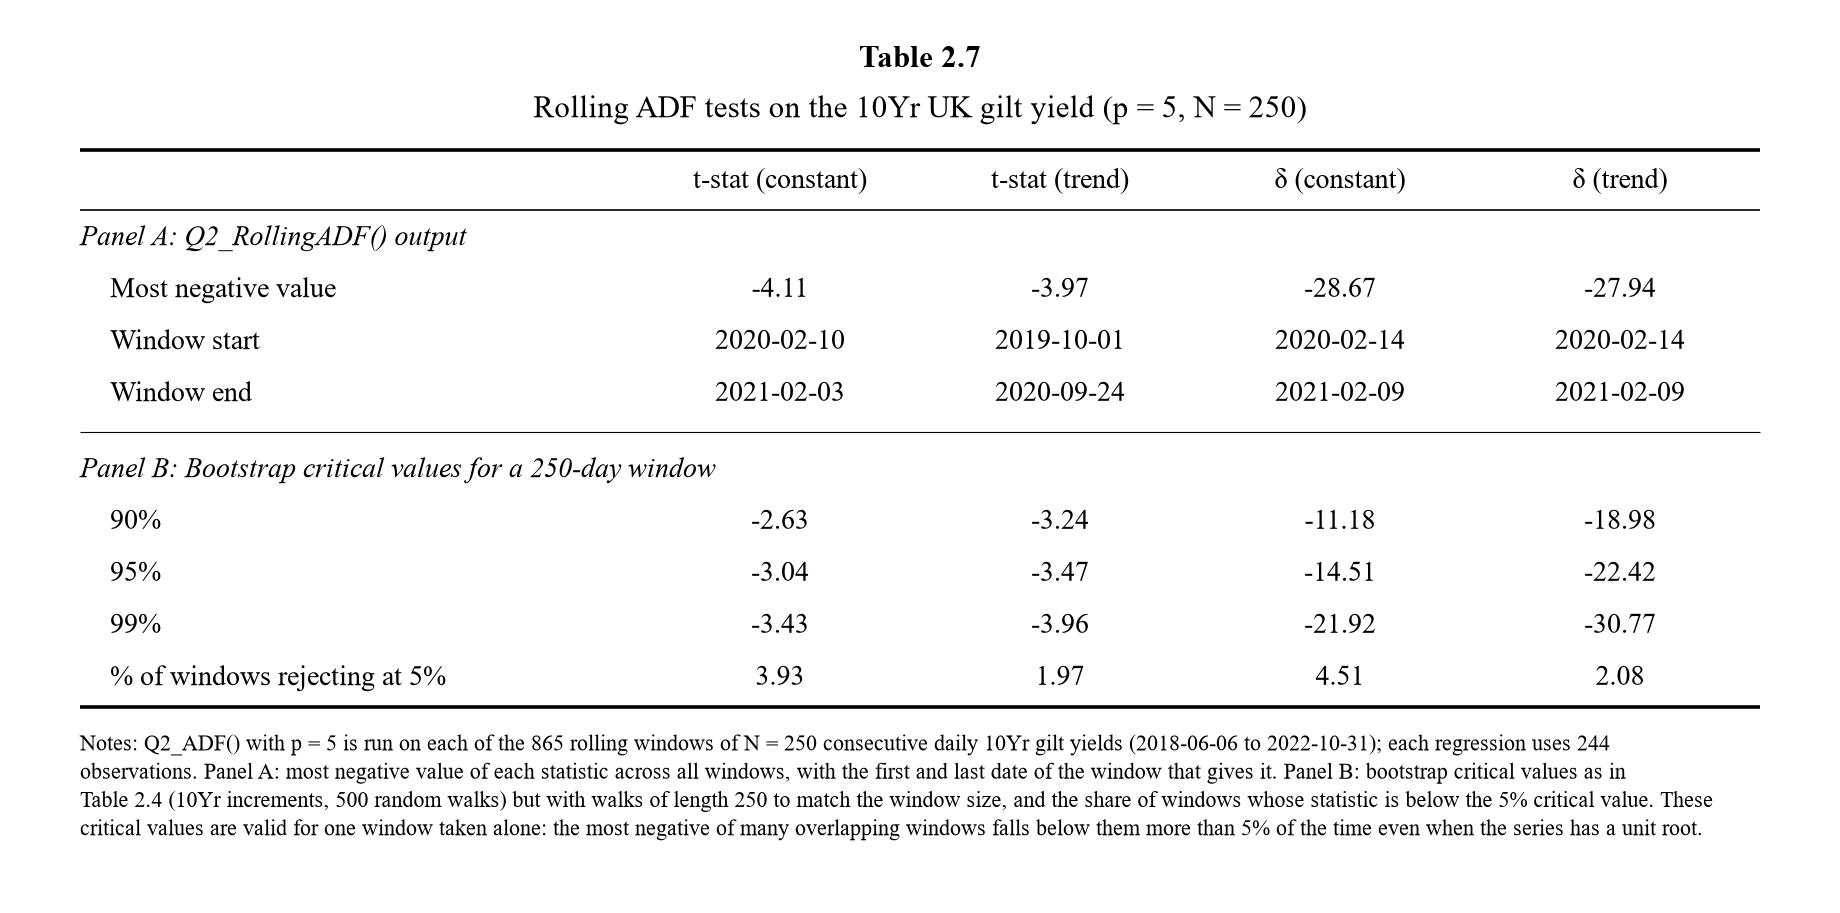 Table 2.7
Rolling ADF tests on the 10Yr UK gilt yield (p = 5, N = 250)
t-stat (constant) t-stat (trend) δ (constant) δ (trend)
Panel A: Q2_RollingADF() output
Most negative value -4.11 -3.97 -28.67 -27.94
Window start 2020-02-10 2019-10-01 2020-02-14 2020-02-14
Window end 2021-02-03 2020-09-24 2021-02-09 2021-02-09
Panel B: Bootstrap critical values for a 250-day window
90% -2.63 -3.24 -11.18 -18.98
95% -3.04 -3.47 -14.51 -22.42
99% -3.43 -3.96 -21.92 -30.77
% of windows rejecting at 5% 3.93 1.97 4.51 2.08
Notes: Q2_ADF() with p = 5 is run on each of the 865 rolling windows of N = 250 consecutive daily 10Yr gilt yields (2018-06-06 to 2022-10-31); each regression uses 244
observations. Panel A: most negative value of each statistic across all windows, with the first and last date of the window that gives it. Panel B: bootstrap critical values as in
Table 2.4 (10Yr increments, 500 random walks) but with walks of length 250 to match the window size, and the share of windows whose statistic is below the 5% critical value. These
critical values are valid for one window taken alone: the most negative of many overlapping windows falls below them more than 5% of the time even when the series has a unit root.